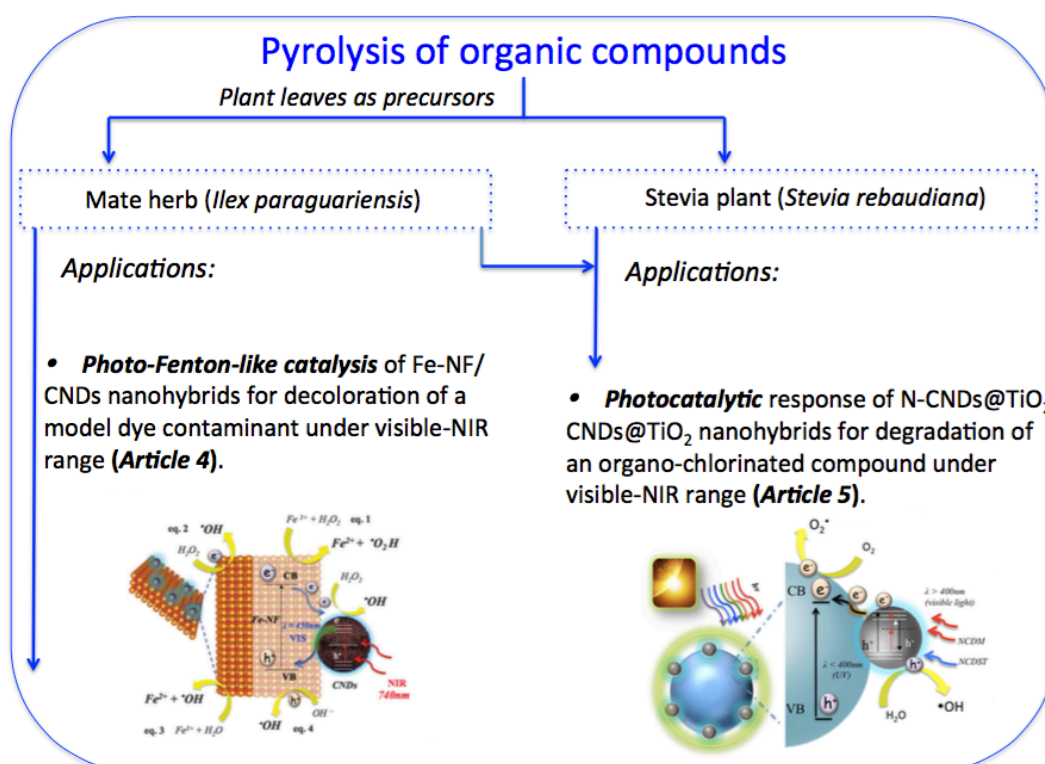 Pyrolysis of organic compounds
Plant leaves as precursors
Mate herb (Ilex paraguariensis)
Stevia plant (Stevia rebaudiana)
Applications:
Applications:
• Photo-Fenton-like catalysis of Fe-NF/
CNDs nanohybrids for decoloration of a
model dye contaminant under visible-NIR
range (Article 4).
• Photocatalytic response of N-CNDs@TiO₂
CNDs@TiO₂ nanohybrids for degradation of
an organo-chlorinated compound under
visible-NIR range (Article 5).
eq. 2 •OH
H₂O₂
e⁻
Fe³⁺ + H₂O₂ eq. 1
Fe²⁺ + •O₂H
e⁻ CB
H₂O₂
e⁻
e⁻
•OH
Fe-NF
λ=450nm
VIS
h⁺
h⁺
VB
CNDs
NIR
740nm
Fe²⁺ + •OH
h⁺
OH⁻
•OH
eq. 4
eq. 3 Fe³⁺ + H₂O
O₂•
O₂
hν
e⁻
CB
e⁻
e⁻
e⁻
λ > 400nm
(visible light)
h⁺
h⁺
NCDM
λ < 400nm
(UV)
NCDST
h⁺
VB
h⁺
H₂O
•OH